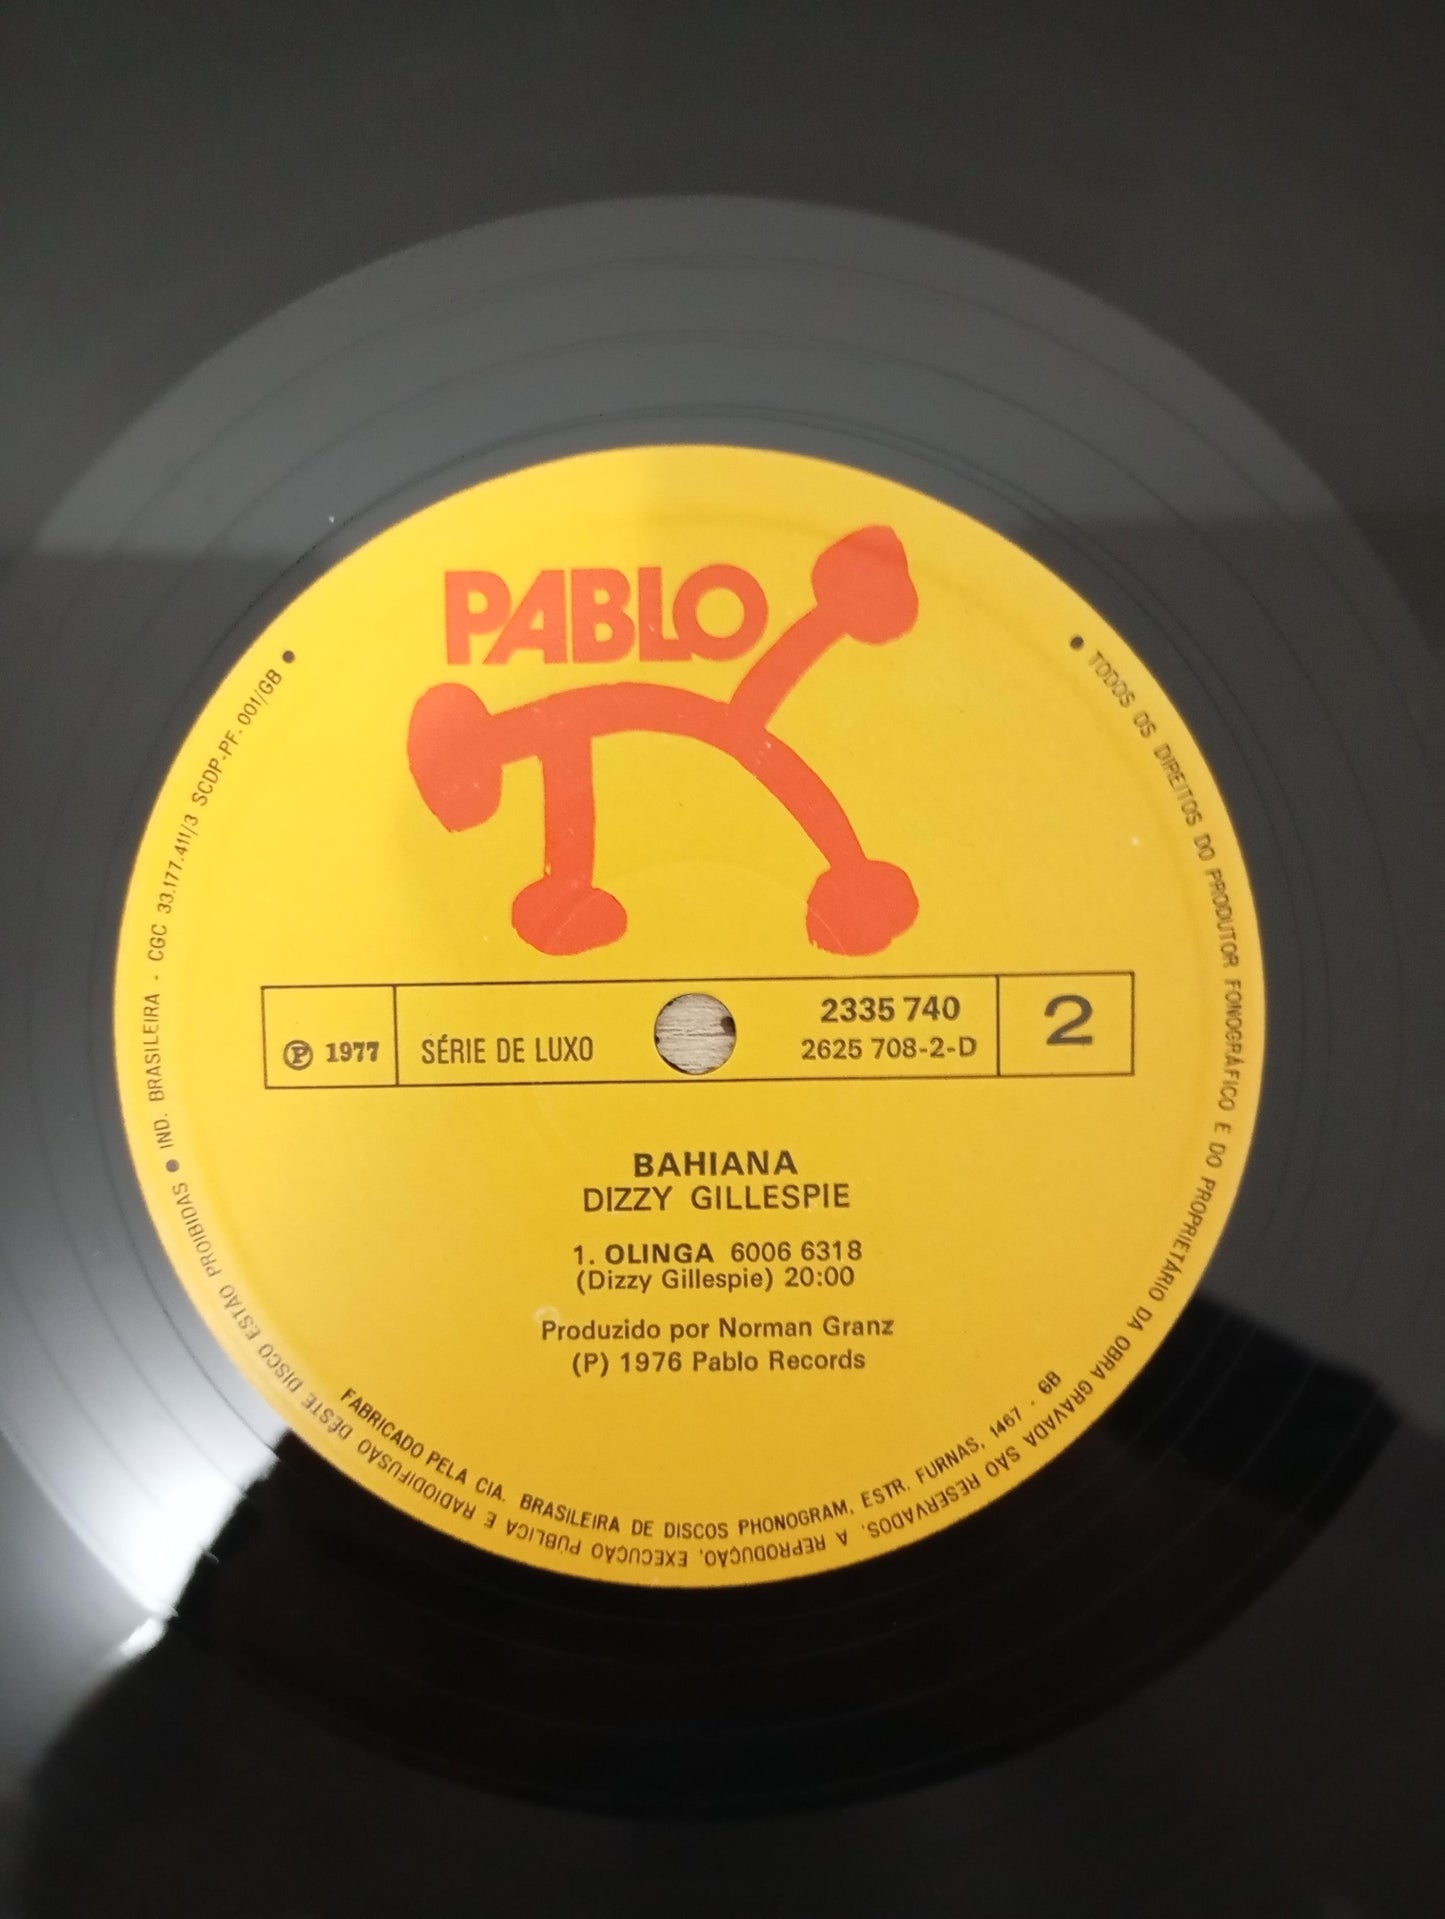 PABLO
℗ 1977
SÉRIE DE LUXO
2335 740
2625 708-2-D
2
BAHIANA
DIZZY GILLESPIE
1. OLINGA 6006 6318
(Dizzy Gillespie) 20:00
Produzido por Norman Granz
(P) 1976 Pablo Records
FABRICADO PELA CIA. BRASILEIRA DE DISCOS PHONOGRAM, ESTR. FURNAS, 1467 - GB
• TODOS OS DIREITOS DO PRODUTOR FONOGRÁFICO E DO PROPRIETÁRIO DA OBRA GRAVADA SÃO RESERVADOS. A REPRODUÇÃO, EXECUÇÃO PÚBLICA E RADIODIFUSÃO DÊSTE DISCO ESTÃO PROIBIDAS • IND. BRASILEIRA - CGC 33.177.411/3 SCDP-PF-001/GB •